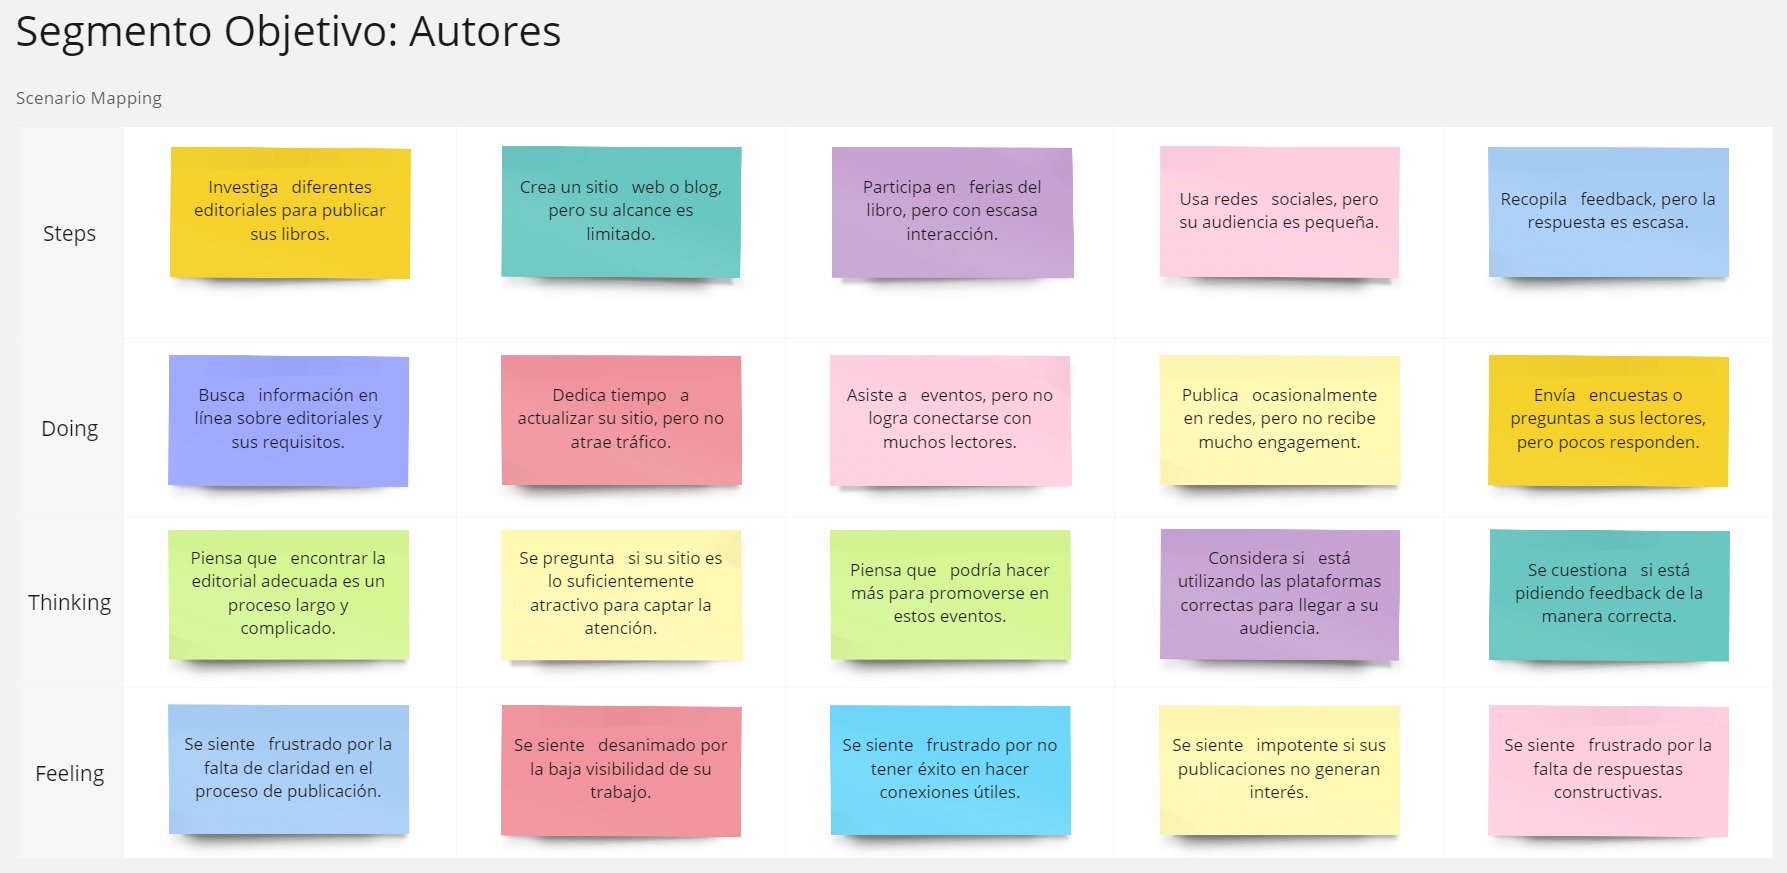 Segmento Objetivo: Autores
Scenario Mapping
Steps
Investiga diferentes
editoriales para publicar
sus libros.
Crea un sitio web o blog,
pero su alcance es
limitado.
Participa en ferias del
libro, pero con escasa
interacción.
Usa redes sociales, pero
su audiencia es pequeña.
Recopila feedback, pero la
respuesta es escasa.
Doing
Busca información en
línea sobre editoriales y
sus requisitos.
Dedica tiempo a
actualizar su sitio, pero no
atrae tráfico.
Asiste a eventos, pero no
logra conectarse con
muchos lectores.
Publica ocasionalmente
en redes, pero no recibe
mucho engagement.
Envía encuestas o
preguntas a sus lectores,
pero pocos responden.
Thinking
Piensa que encontrar la
editorial adecuada es un
proceso largo y
complicado.
Se pregunta si su sitio es
lo suficientemente
atractivo para captar la
atención.
Piensa que podría hacer
más para promoverse en
estos eventos.
Considera si está
utilizando las plataformas
correctas para llegar a su
audiencia.
Se cuestiona si está
pidiendo feedback de la
manera correcta.
Feeling
Se siente frustrado por la
falta de claridad en el
proceso de publicación.
Se siente desanimado por
la baja visibilidad de su
trabajo.
Se siente frustrado por no
tener éxito en hacer
conexiones útiles.
Se siente impotente si sus
publicaciones no generan
interés.
Se siente frustrado por la
falta de respuestas
constructivas.